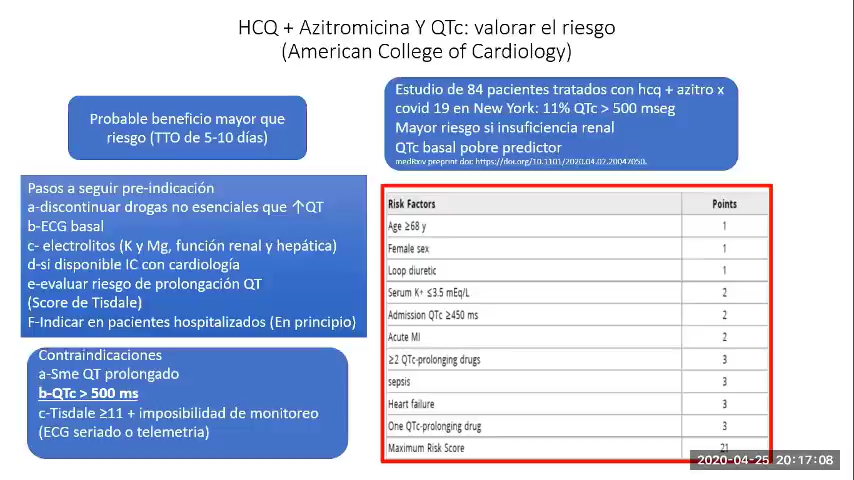 HCQ + Azitromicina Y QTc: valorar el riesgo
(American College of Cardiology)
Probable beneficio mayor que
riesgo (TTO de 5-10 días)
Estudio de 84 pacientes tratados con hcq + azitro x
covid 19 en New York: 11% QTc > 500 mseg
Mayor riesgo si insuficiencia renal
QTc basal pobre predictor
medRxiv preprint doi: https://doi.org/10.1101/2020.04.02.20047050.
Pasos a seguir pre-indicación
a-discontinuar drogas no esenciales que ↑QT
b-ECG basal
c- electrolitos (K y Mg, función renal y hepática)
d-si disponible IC con cardiología
e-evaluar riesgo de prolongación QT
(Score de Tisdale)
F-Indicar en pacientes hospitalizados (En principio)
Contraindicaciones
a-Sme QT prolongado
b-QTc > 500 ms
c-Tisdale ≥11 + imposibilidad de monitoreo
(ECG seriado o telemetria)
Risk Factors Points
Age ≥68 y 1
Female sex 1
Loop diuretic 1
Serum K+ ≤3.5 mEq/L 2
Admission QTc ≥450 ms 2
Acute MI 2
≥2 QTc-prolonging drugs 3
sepsis 3
Heart failure 3
One QTc-prolonging drug 3
Maximum Risk Score 21
2020-04-25 20:17:08